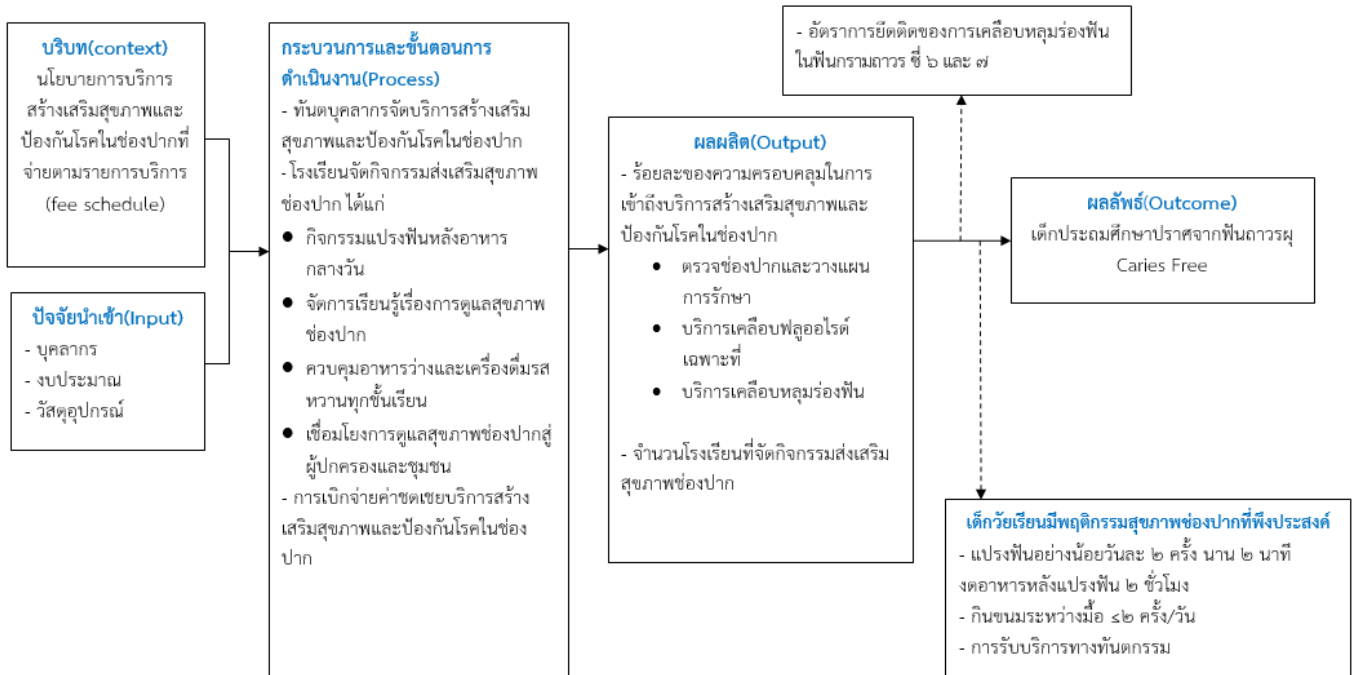 บริบท(context)
นโยบายการบริการ
สร้างเสริมสุขภาพและ
ป้องกันโรคในช่องปากที่
จ่ายตามรายการบริการ
(fee schedule)
ปัจจัยนำเข้า(Input)
- บุคลากร
- งบประมาณ
- วัสดุอุปกรณ์
กระบวนการและขั้นตอนการ
ดำเนินงาน(Process)
- ทันตบุคลากรจัดบริการสร้างเสริม
สุขภาพและป้องกันโรคในช่องปาก
- โรงเรียนจัดกิจกรรมส่งเสริมสุขภาพ
ช่องปาก ได้แก่
● กิจกรรมแปรงฟันหลังอาหาร
กลางวัน
● จัดการเรียนรู้เรื่องการดูแลสุขภาพ
ช่องปาก
● ควบคุมอาหารว่างและเครื่องดื่มรส
หวานทุกชั้นเรียน
● เชื่อมโยงการดูแลสุขภาพช่องปากสู่
ผู้ปกครองและชุมชน
- การเบิกจ่ายค่าชดเชยบริการสร้าง
เสริมสุขภาพและป้องกันโรคในช่อง
ปาก
ผลผลิต(Output)
- ร้อยละของความครอบคลุมในการ
เข้าถึงบริการสร้างเสริมสุขภาพและ
ป้องกันโรคในช่องปาก
● ตรวจช่องปากและวางแผน
การรักษา
● บริการเคลือบฟลูออไรด์
เฉพาะที่
● บริการเคลือบหลุมร่องฟัน
- จำนวนโรงเรียนที่จัดกิจกรรมส่งเสริม
สุขภาพช่องปาก
- อัตราการยึดติดของการเคลือบหลุมร่องฟัน
ในฟันกรามถาวร ซี่ ๖ และ ๗
ผลลัพธ์(Outcome)
เด็กประถมศึกษาปราศจากฟันถาวรผุ
Caries Free
เด็กวัยเรียนมีพฤติกรรมสุขภาพช่องปากที่พึงประสงค์
- แปรงฟันอย่างน้อยวันละ ๒ ครั้ง นาน ๒ นาที
งดอาหารหลังแปรงฟัน ๒ ชั่วโมง
- กินขนมระหว่างมื้อ ≤๒ ครั้ง/วัน
- การรับบริการทางทันตกรรม